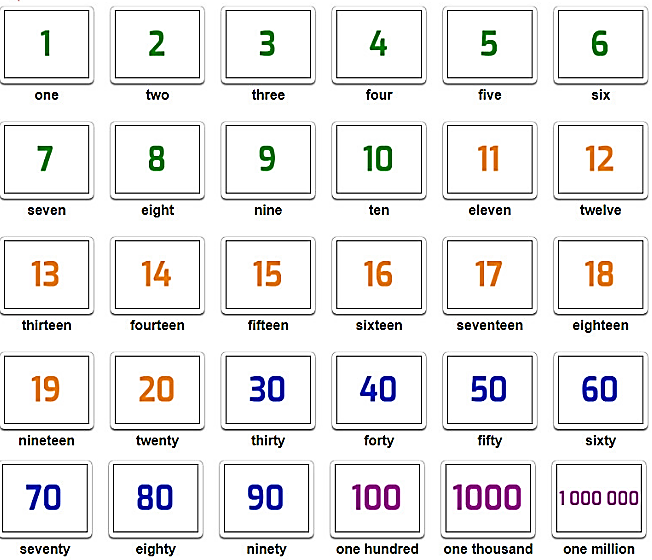 1 2 3 4 5 6
one two three four five six
7 8 9 10 11 12
seven eight nine ten eleven twelve
13 14 15 16 17 18
thirteen fourteen fifteen sixteen seventeen eighteen
19 20 30 40 50 60
nineteen twenty thirty forty fifty sixty
70 80 90 100 1000 1 000 000
seventy eighty ninety one hundred one thousand one million